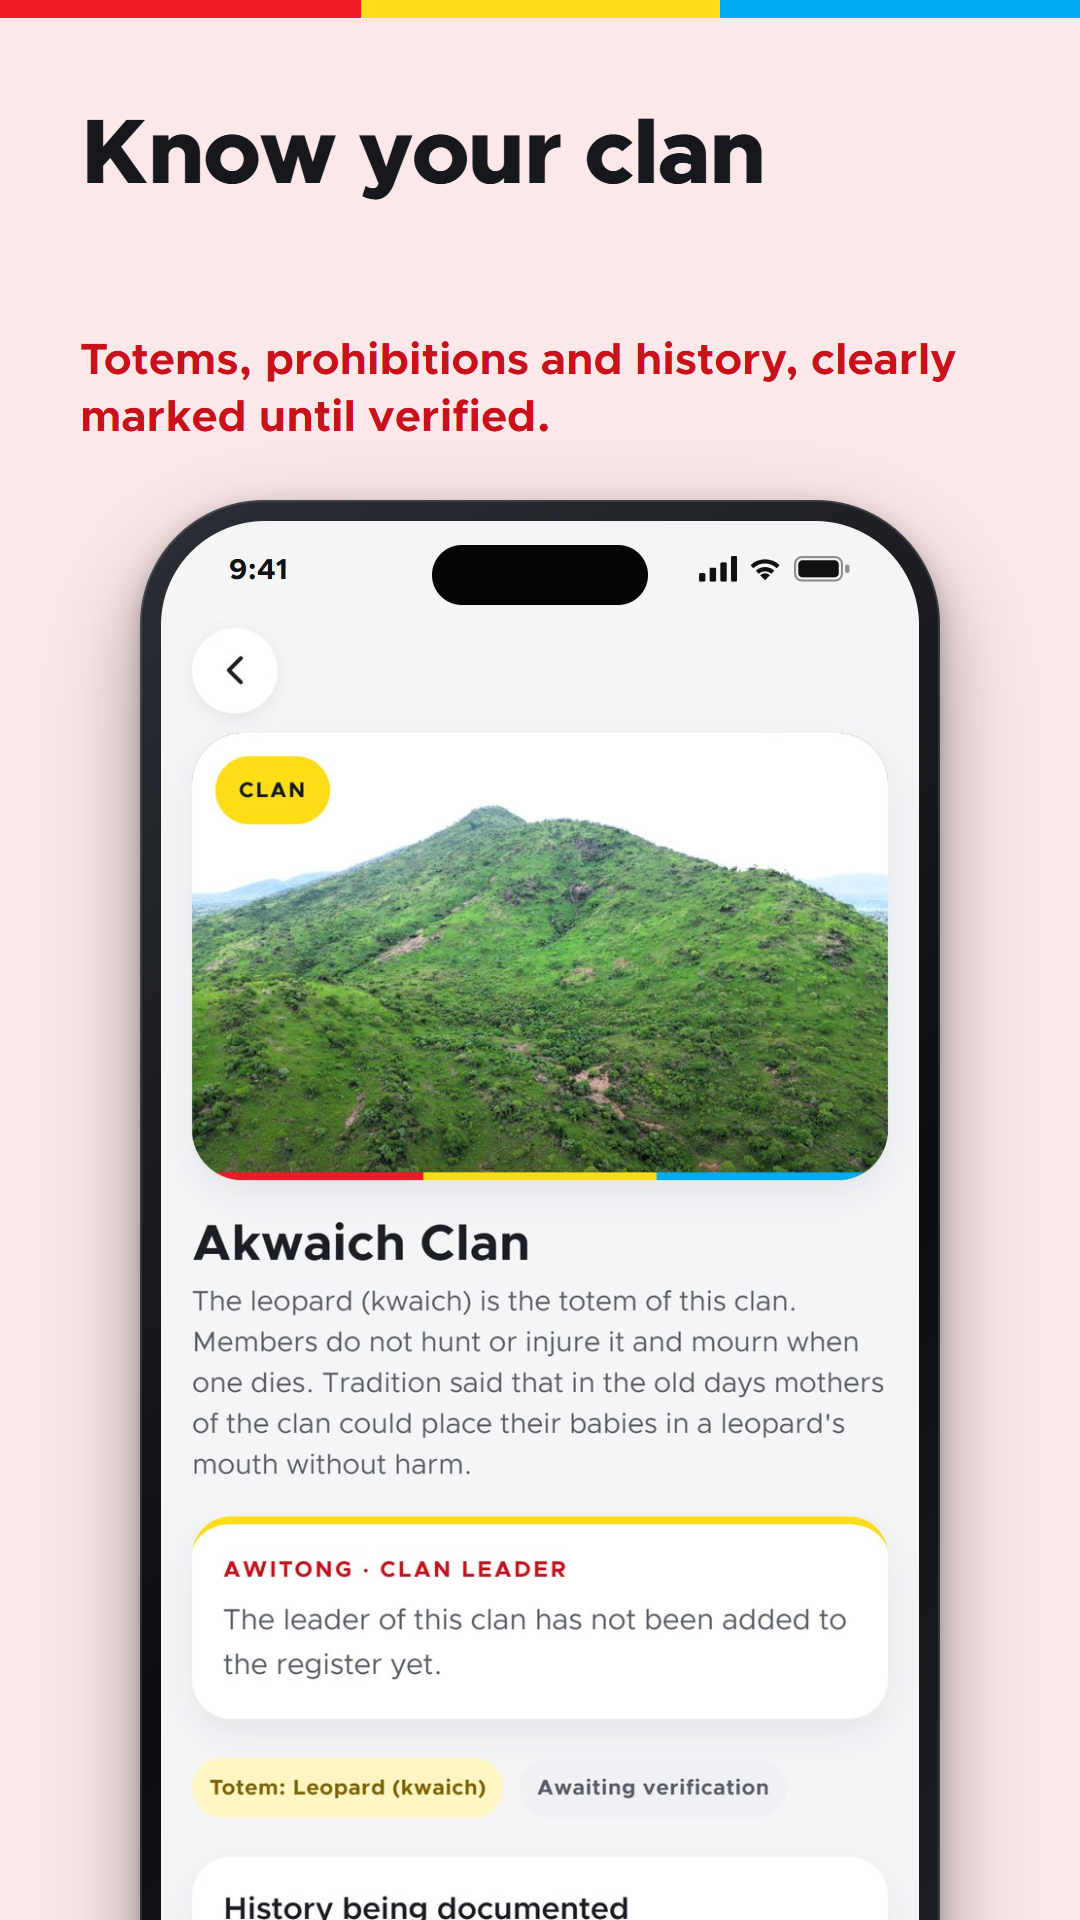 Know your clan
Totems, prohibitions and history, clearly
marked until verified.
9:41
CLAN
Akwaich Clan
The leopard (kwaich) is the totem of this clan.
Members do not hunt or injure it and mourn when
one dies. Tradition said that in the old days mothers
of the clan could place their babies in a leopard's
mouth without harm.
AWITONG · CLAN LEADER
The leader of this clan has not been added to
the register yet.
Totem: Leopard (kwaich)
Awaiting verification
History being documented